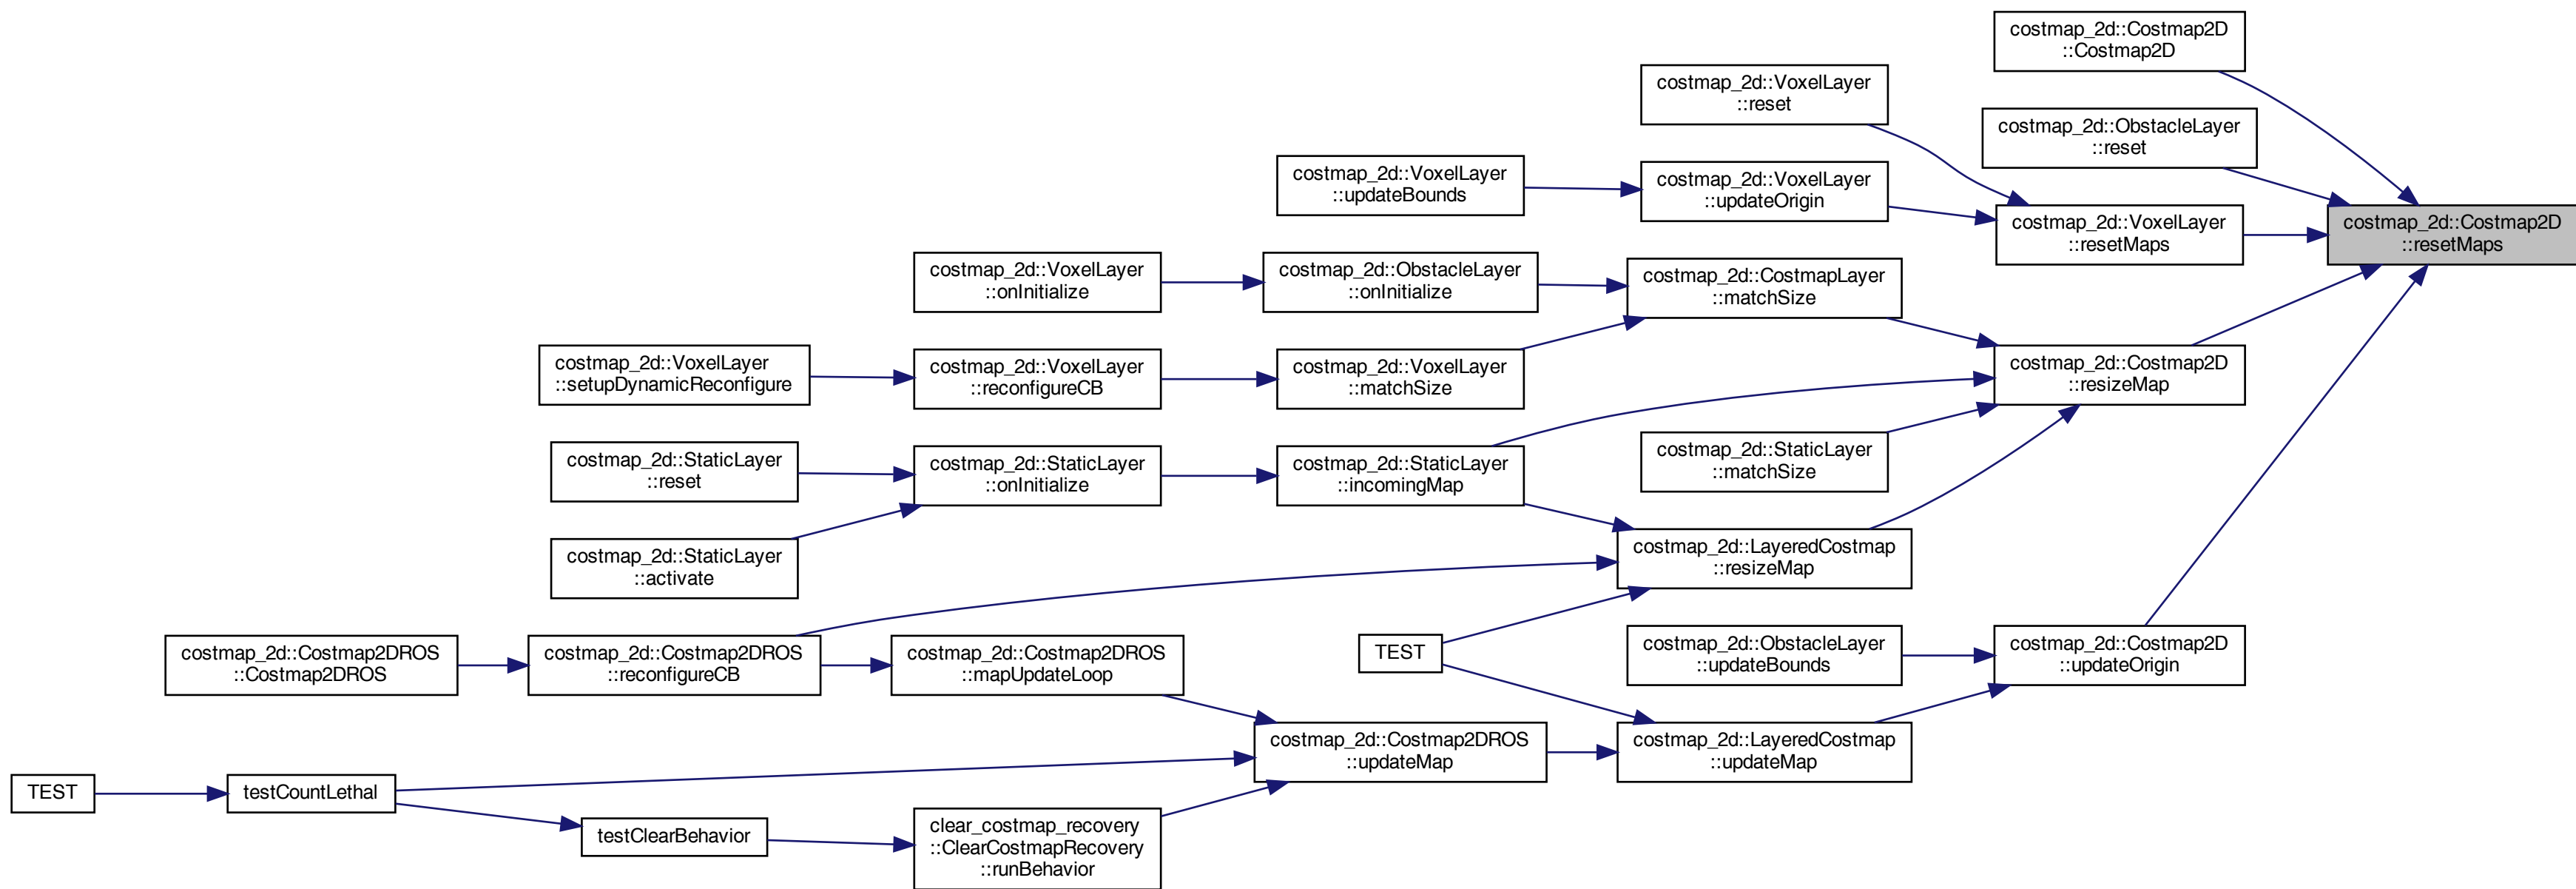 costmap_2d::Costmap2D
::Costmap2D
costmap_2d::VoxelLayer
::reset
costmap_2d::ObstacleLayer
::reset
costmap_2d::VoxelLayer
::updateBounds
costmap_2d::VoxelLayer
::updateOrigin
costmap_2d::VoxelLayer
::resetMaps
costmap_2d::Costmap2D
::resetMaps
costmap_2d::VoxelLayer
::onInitialize
costmap_2d::ObstacleLayer
::onInitialize
costmap_2d::CostmapLayer
::matchSize
costmap_2d::VoxelLayer
::setupDynamicReconfigure
costmap_2d::VoxelLayer
::reconfigureCB
costmap_2d::VoxelLayer
::matchSize
costmap_2d::Costmap2D
::resizeMap
costmap_2d::StaticLayer
::reset
costmap_2d::StaticLayer
::onInitialize
costmap_2d::StaticLayer
::incomingMap
costmap_2d::StaticLayer
::matchSize
costmap_2d::StaticLayer
::activate
costmap_2d::LayeredCostmap
::resizeMap
costmap_2d::Costmap2DROS
::Costmap2DROS
costmap_2d::Costmap2DROS
::reconfigureCB
costmap_2d::Costmap2DROS
::mapUpdateLoop
TEST
costmap_2d::ObstacleLayer
::updateBounds
costmap_2d::Costmap2D
::updateOrigin
costmap_2d::Costmap2DROS
::updateMap
costmap_2d::LayeredCostmap
::updateMap
TEST
testCountLethal
testClearBehavior
clear_costmap_recovery
::ClearCostmapRecovery
::runBehavior